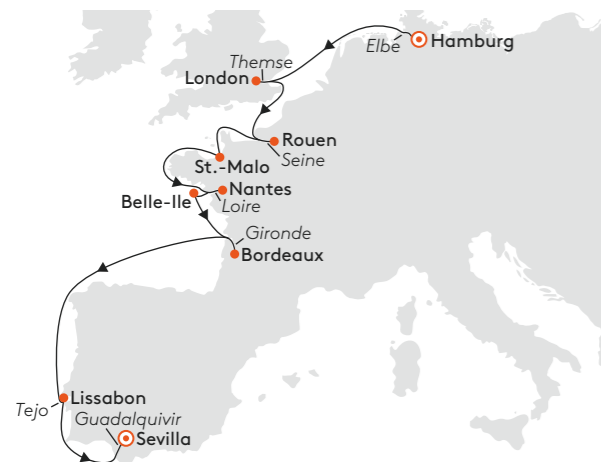 Elbe
Hamburg
Themse
London
Rouen
Seine
St.-Malo
Nantes
Belle-Ile
Loire
Gironde
Bordeaux
Lissabon
Tejo
Guadalquivir
Sevilla